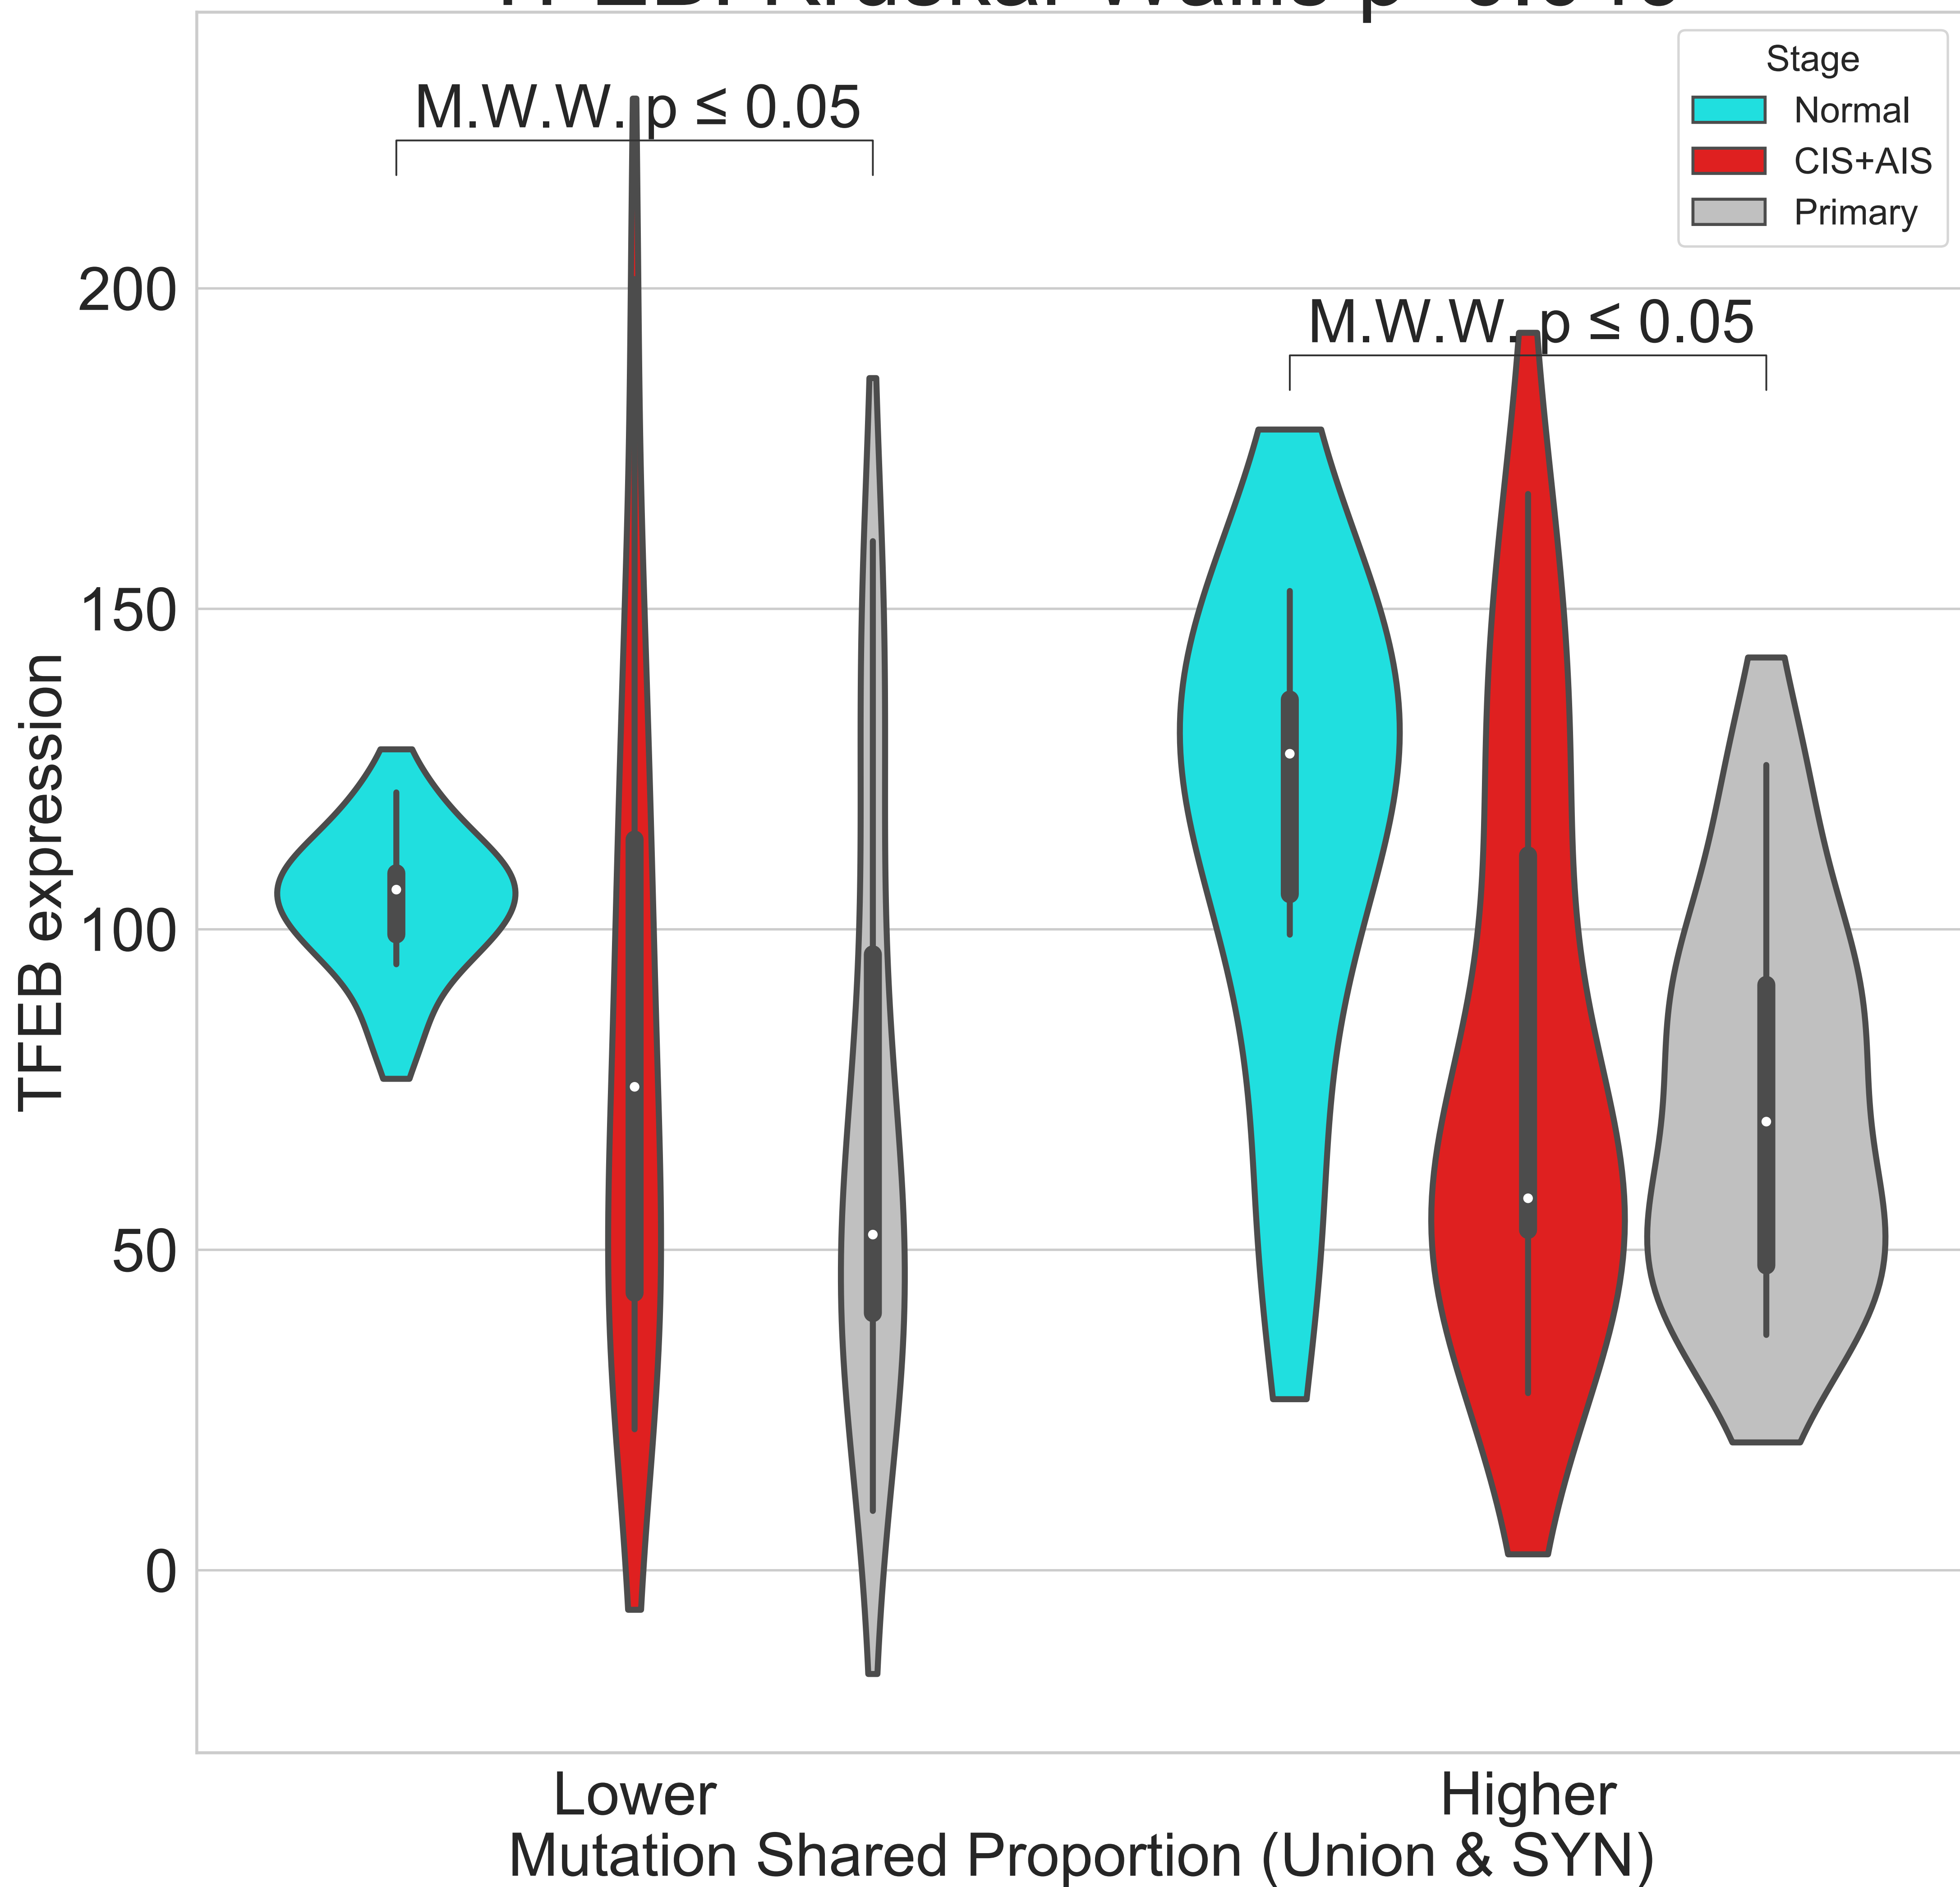 Stage
Normal
CIS+AIS
Primary
M.W.W. p ≤ 0.05
M.W.W. p ≤ 0.05
200
150
100
50
0
TFEB expression
Lower
Higher
Mutation Shared Proportion (Union & SYN)